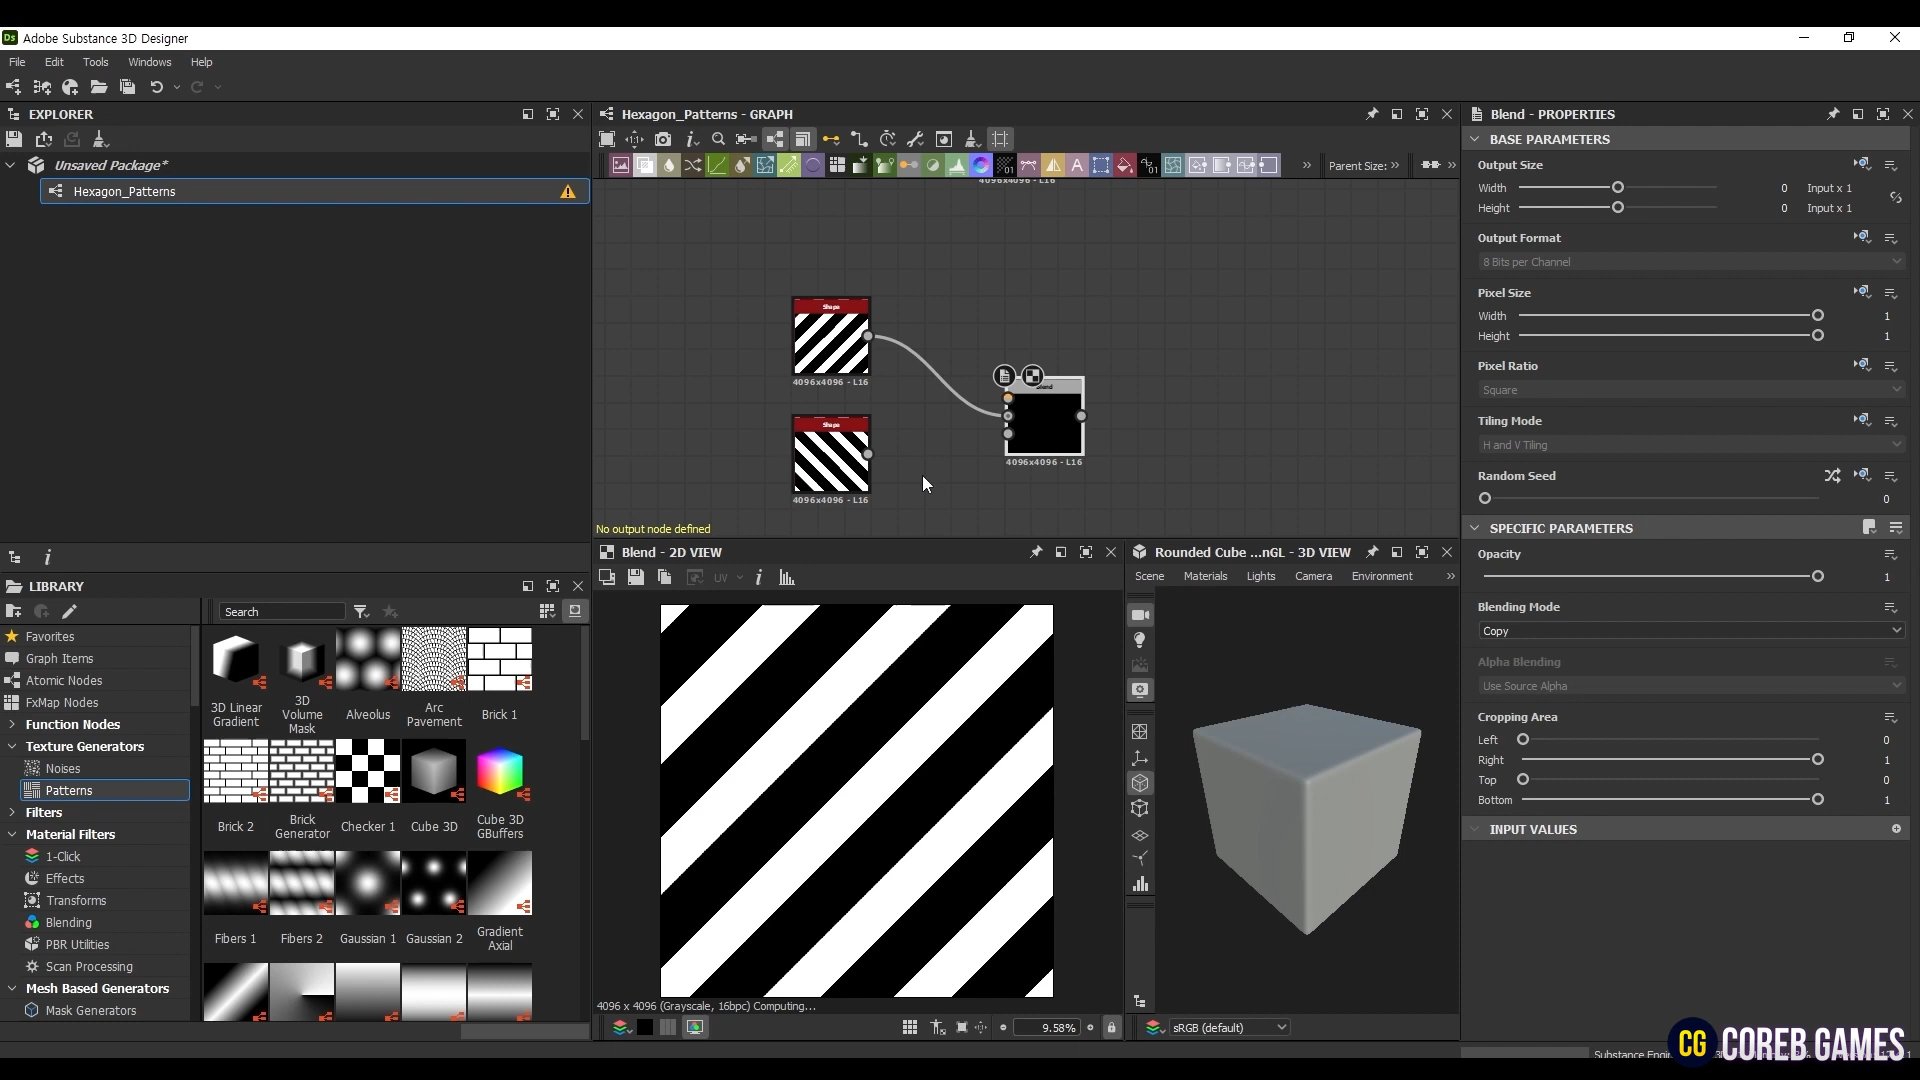 Ds Adobe Substance 3D Designer
File Edit Tools Windows Help
EXPLORER
Unsaved Package*
Hexagon_Patterns
i
LIBRARY
Search
Favorites
Graph Items
Atomic Nodes
FxMap Nodes
Function Nodes
Texture Generators
Noises
Patterns
Filters
Material Filters
1-Click
Effects
Transforms
Blending
PBR Utilities
Scan Processing
Mesh Based Generators
Mask Generators
3D Linear Gradient
3D Volume Mask
Alveolus
Arc Pavement
Brick 1
Brick 2
Brick Generator
Checker 1
Cube 3D
Cube 3D GBuffers
Fibers 1
Fibers 2
Gaussian 1
Gaussian 2
Gradient Axial
Hexagon_Patterns - GRAPH
Parent Size:
4096x4096 - L16
Shape
4096x4096 - L16
Shape
4096x4096 - L16
Blend
4096x4096 - L16
No output node defined
Blend - 2D VIEW
UV
i
4096 x 4096 (Grayscale, 16bpc) Computing...
9.58%
Rounded Cube ...nGL - 3D VIEW
Scene Materials Lights Camera Environment
sRGB (default)
Blend - PROPERTIES
BASE PARAMETERS
Output Size
Width 0 Input x 1
Height 0 Input x 1
Output Format
8 Bits per Channel
Pixel Size
Width 1
Height 1
Pixel Ratio
Square
Tiling Mode
H and V Tiling
Random Seed
0
SPECIFIC PARAMETERS
Opacity
1
Blending Mode
Copy
Alpha Blending
Use Source Alpha
Cropping Area
Left 0
Right 1
Top 0
Bottom 1
INPUT VALUES
CG COREB GAMES